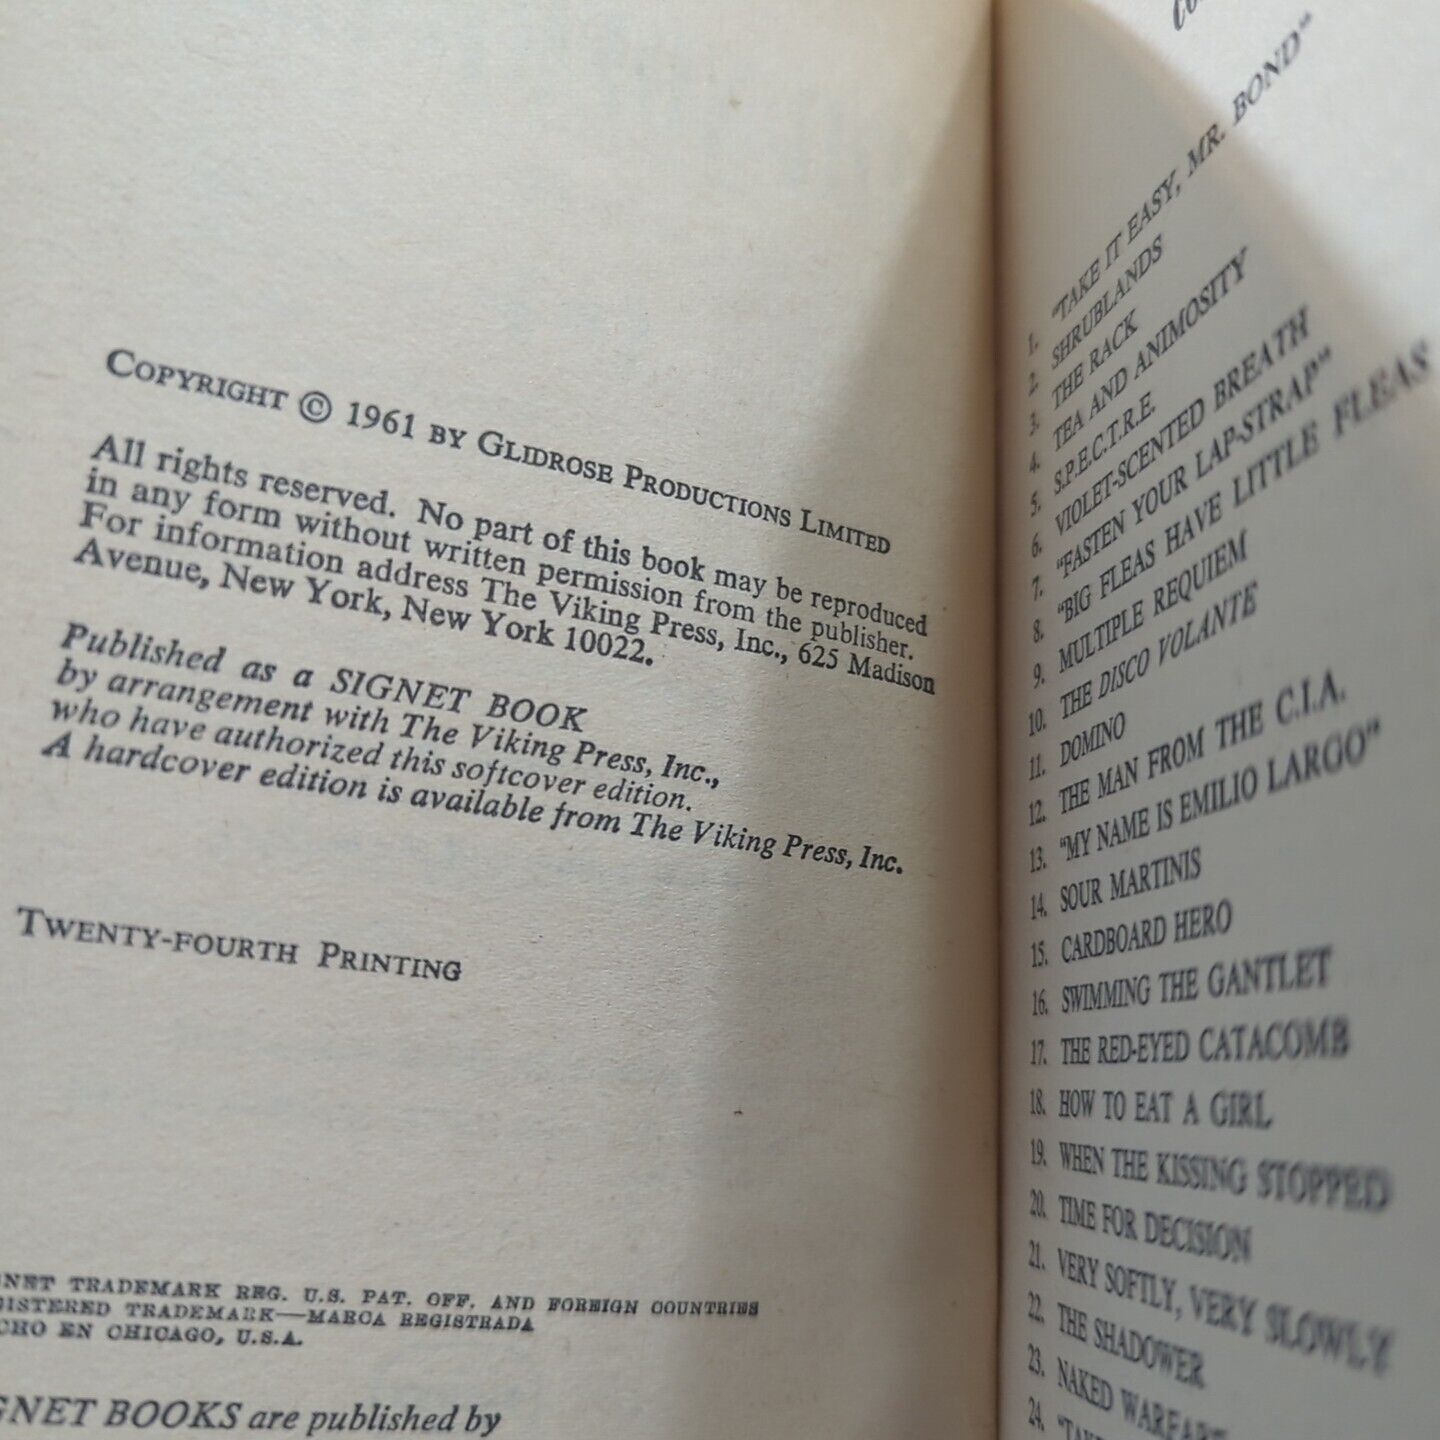 COPYRIGHT © 1961 BY GLIDROSE PRODUCTIONS LIMITED
All rights reserved. No part of this book may be reproduced
in any form without written permission from the publisher.
For information address The Viking Press, Inc., 625 Madison
Avenue, New York, New York 10022.
Published as a SIGNET BOOK
by arrangement with The Viking Press, Inc.,
who have authorized this softcover edition.
A hardcover edition is available from The Viking Press, Inc.
TWENTY-FOURTH PRINTING
TRADEMARK REG. U.S. PAT. OFF. AND FOREIGN COUNTRIES
TRADEMARK—MARCA REGISTRADA
EN CHICAGO, U.S.A.
BOOKS are published by
1. "TAKE IT EASY, MR. BOND"
2. SHRUBLANDS
3. THE RACK
4. TEA AND ANIMOSITY
5. S.P.E.C.T.R.E.
6. VIOLET-SCENTED BREATH
7. "FASTEN YOUR LAP-STRAP"
8. "BIG FLEAS HAVE LITTLE FLEAS
9. MULTIPLE REQUIEM
10. THE DISCO VOLANTE
11. DOMINO
12. THE MAN FROM THE C.I.A.
13. "MY NAME IS EMILIO LARGO"
14. SOUR MARTINIS
15. CARDBOARD HERO
16. SWIMMING THE GANTLET
17. THE RED-EYED CATACOMB
18. HOW TO EAT A GIRL
19. WHEN THE KISSING STOPPED
20. TIME FOR DECISION
21. VERY SOFTLY, VERY SLOWLY
22. THE SHADOWER
23. NAKED WARFARE
24.